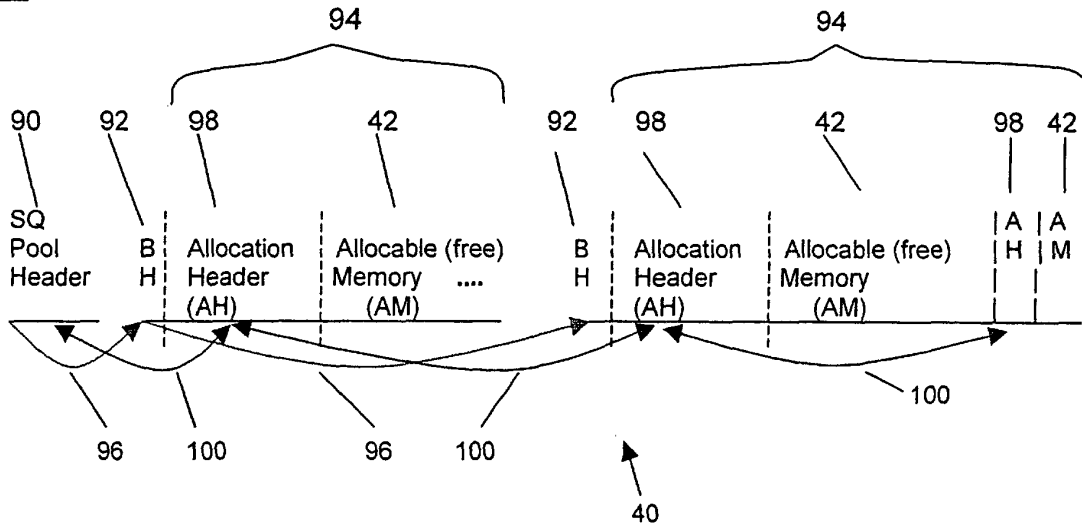 94 94
90 92 98 42 92 98 42 98 42
SQ A A
Pool B Allocation Allocable (free) B Allocation Allocable (free) H M
Header H Header Memory .... H Header Memory
(AH) (AM) (AH) (AM)
100
96 100 96 100
40